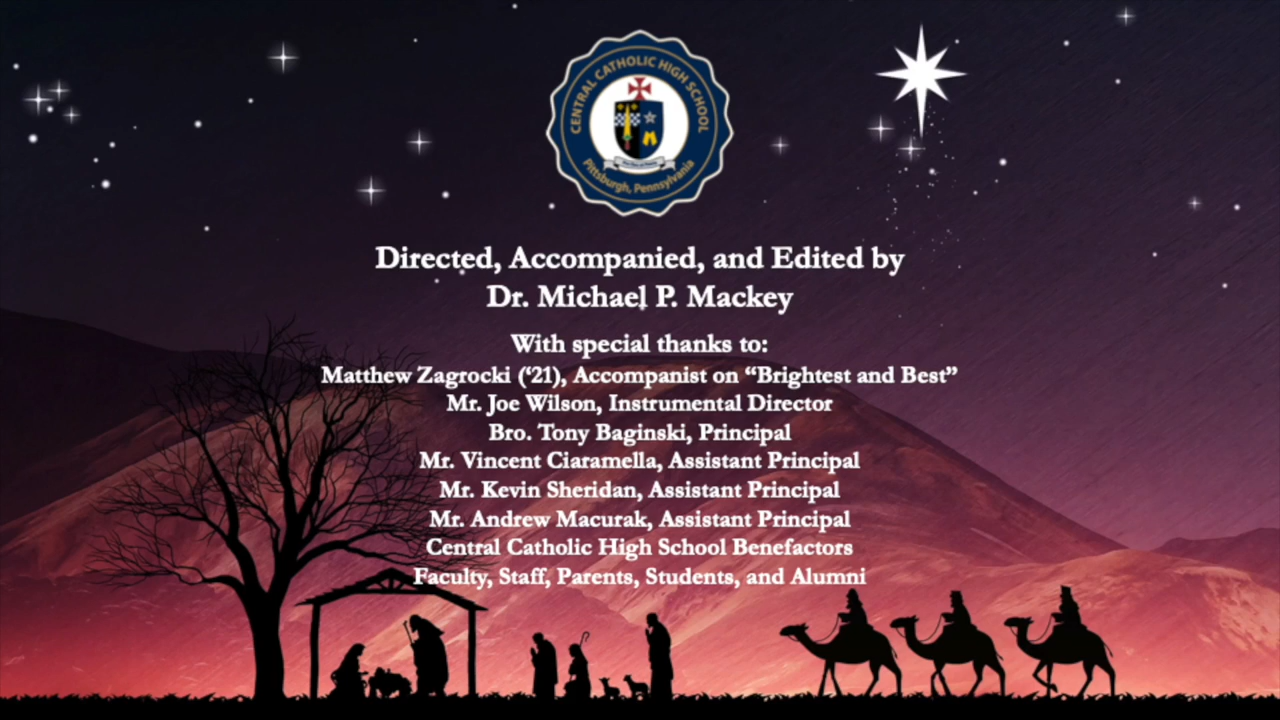 CENTRAL CATHOLIC HIGH SCHOOL
Pittsburgh, Pennsylvania
Directed, Accompanied, and Edited by
Dr. Michael P. Mackey
With special thanks to:
Matthew Zagrocki (‘21), Accompanist on “Brightest and Best”
Mr. Joe Wilson, Instrumental Director
Bro. Tony Baginski, Principal
Mr. Vincent Ciaramella, Assistant Principal
Mr. Kevin Sheridan, Assistant Principal
Mr. Andrew Macurak, Assistant Principal
Central Catholic High School Benefactors
Faculty, Staff, Parents, Students, and Alumni